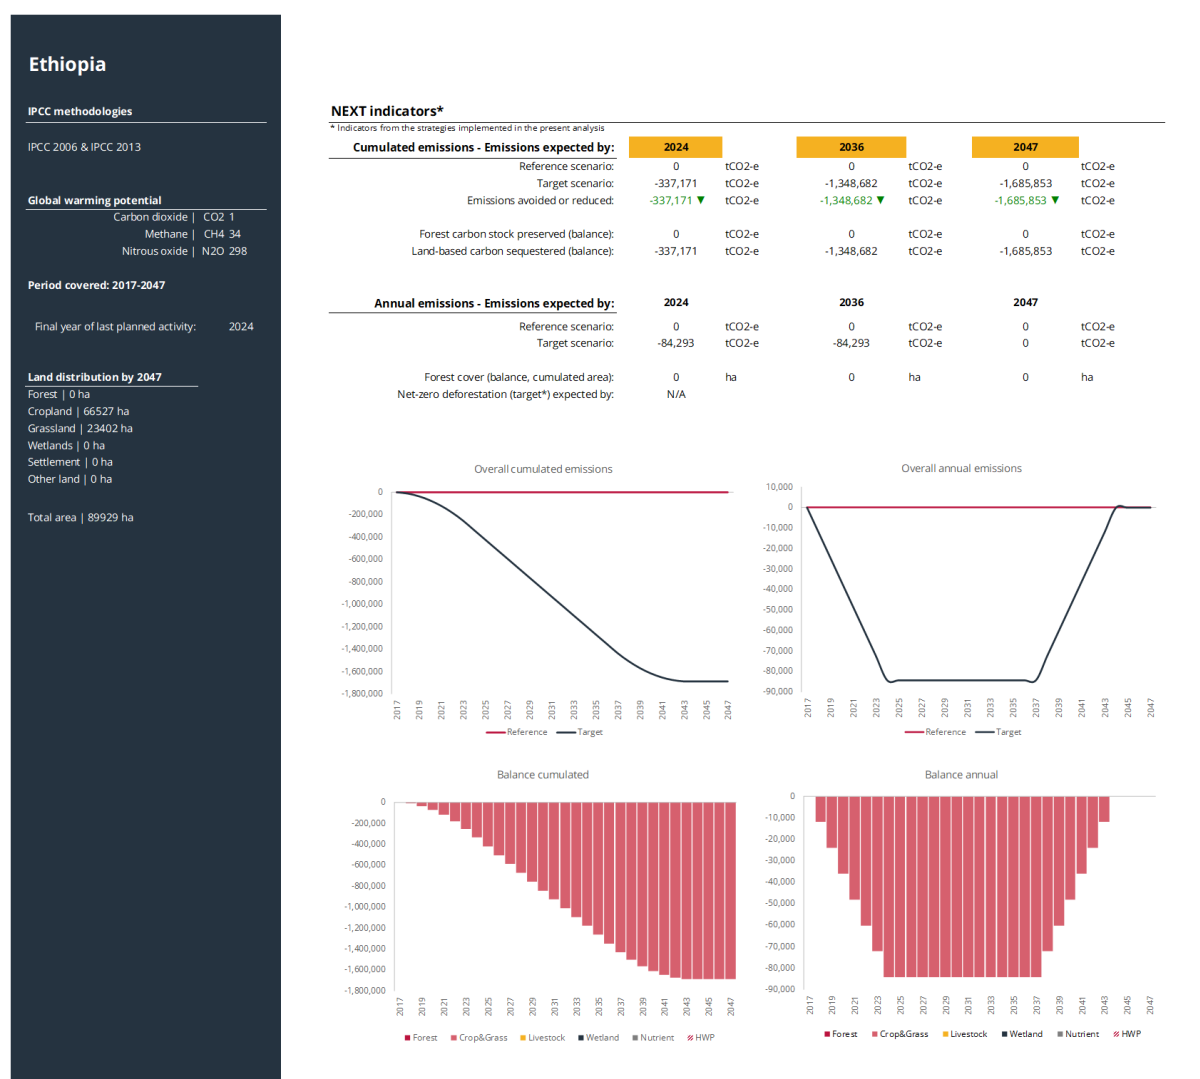 Ethiopia
IPCC methodologies
IPCC 2006 & IPCC 2013
Global warming potential
Carbon dioxide | CO2 1
Methane | CH4 34
Nitrous oxide | N2O 298
Period covered: 2017-2047
Final year of last planned activity: 2024
Land distribution by 2047
Forest | 0 ha
Cropland | 66527 ha
Grassland | 23402 ha
Wetlands | 0 ha
Settlement | 0 ha
Other land | 0 ha
Total area | 89929 ha
NEXT indicators*
* Indicators from the strategies implemented in the present analysis
Cumulated emissions - Emissions expected by: 2024 2036 2047
Reference scenario: 0 tCO2-e 0 tCO2-e 0 tCO2-e
Target scenario: -337,171 tCO2-e -1,348,682 tCO2-e -1,685,853 tCO2-e
Emissions avoided or reduced: -337,171 ▼ tCO2-e -1,348,682 ▼ tCO2-e -1,685,853 ▼ tCO2-e
Forest carbon stock preserved (balance): 0 tCO2-e 0 tCO2-e 0 tCO2-e
Land-based carbon sequestered (balance): -337,171 tCO2-e -1,348,682 tCO2-e -1,685,853 tCO2-e
Annual emissions - Emissions expected by: 2024 2036 2047
Reference scenario: 0 tCO2-e 0 tCO2-e 0 tCO2-e
Target scenario: -84,293 tCO2-e -84,293 tCO2-e 0 tCO2-e
Forest cover (balance, cumulated area): 0 ha 0 ha 0 ha
Net-zero deforestation (target*) expected by: N/A
Overall cumulated emissions
0
-200,000
-400,000
-600,000
-800,000
-1,000,000
-1,200,000
-1,400,000
-1,600,000
-1,800,000
2017 2019 2021 2023 2025 2027 2029 2031 2033 2035 2037 2039 2041 2043 2045 2047
Reference Target
Overall annual emissions
10,000
0
-10,000
-20,000
-30,000
-40,000
-50,000
-60,000
-70,000
-80,000
-90,000
2017 2019 2021 2023 2025 2027 2029 2031 2033 2035 2037 2039 2041 2043 2045 2047
Reference Target
Balance cumulated
0
-200,000
-400,000
-600,000
-800,000
-1,000,000
-1,200,000
-1,400,000
-1,600,000
-1,800,000
2017 2019 2021 2023 2025 2027 2029 2031 2033 2035 2037 2039 2041 2043 2045 2047
Forest Crop&Grass Livestock Wetland Nutrient HWP
Balance annual
0
-10,000
-20,000
-30,000
-40,000
-50,000
-60,000
-70,000
-80,000
-90,000
2017 2019 2021 2023 2025 2027 2029 2031 2033 2035 2037 2039 2041 2043 2045 2047
Forest Crop&Grass Livestock Wetland Nutrient HWP